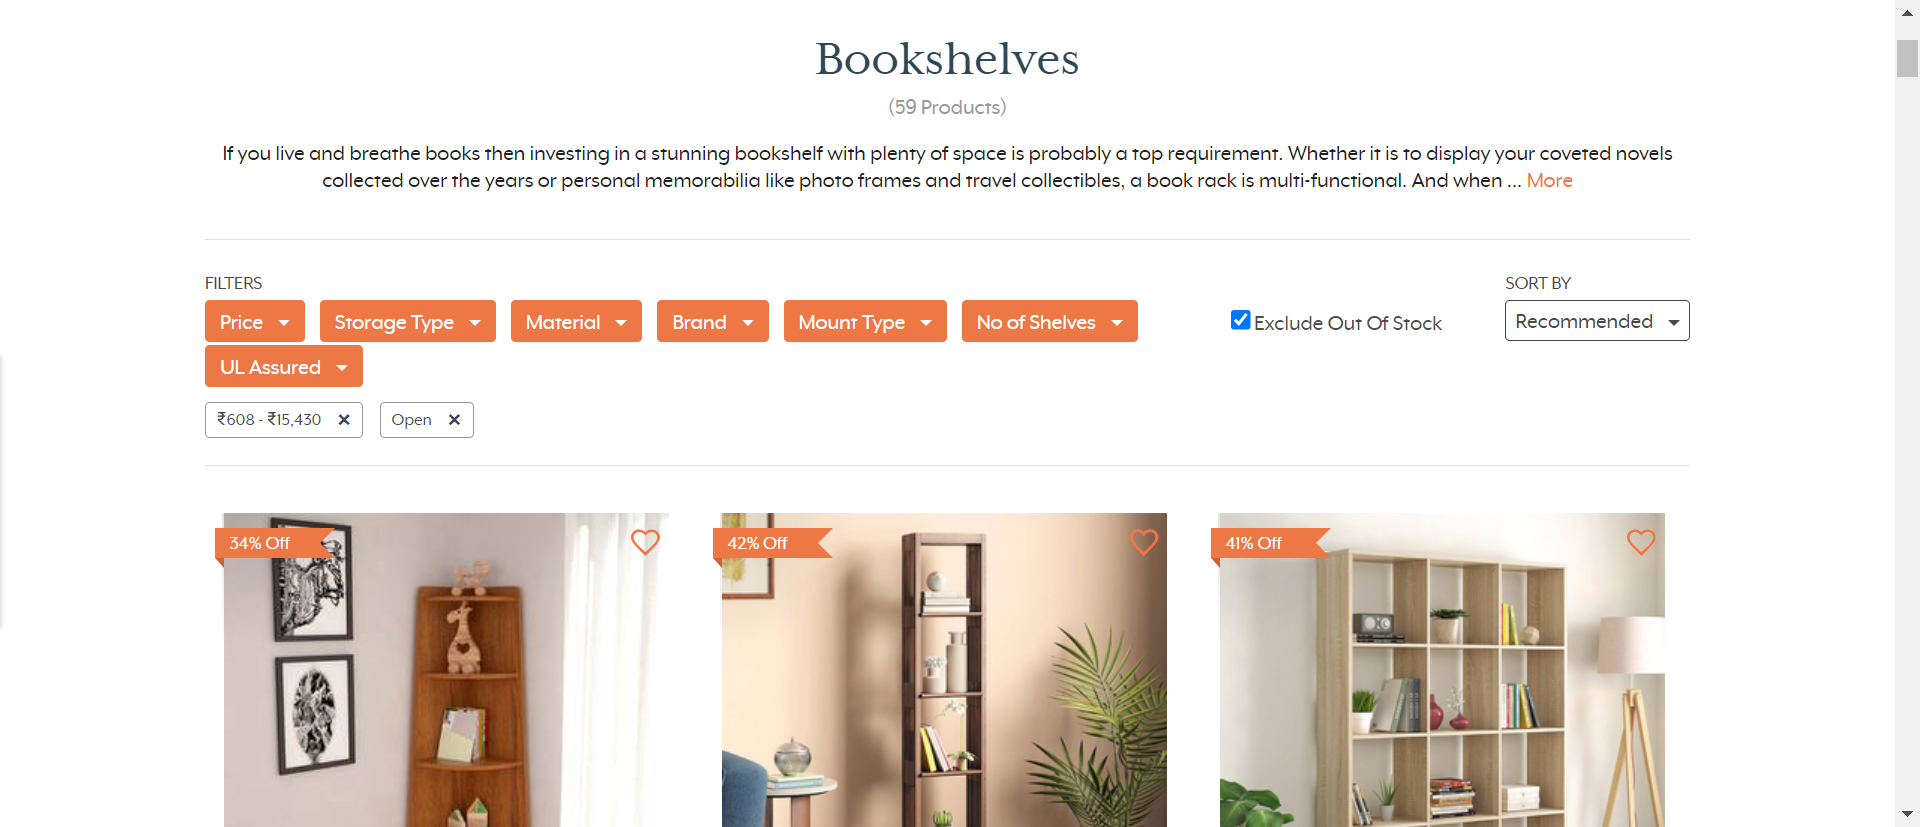 Bookshelves
(59 Products)
If you live and breathe books then investing in a stunning bookshelf with plenty of space is probably a top requirement. Whether it is to display your coveted novels
collected over the years or personal memorabilia like photo frames and travel collectibles, a book rack is multi-functional. And when ... More
FILTERS
SORT BY
Price
Storage Type
Material
Brand
Mount Type
No of Shelves
Exclude Out Of Stock
Recommended
UL Assured
₹608 - ₹15,430 ✕
Open ✕
34% Off
42% Off
41% Off